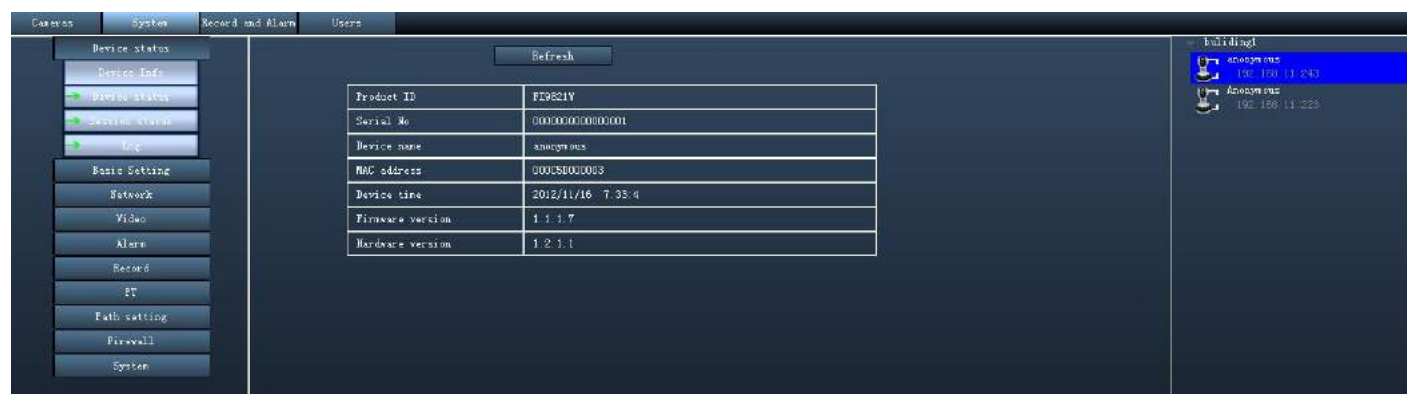 Cameras System Record and Alarm Users
Device status
Device Info
Device status
Session status
Log
Basic Setting
Network
Video
Alarm
Record
PT
Path setting
Firewall
System
Refresh
Product ID FI9821W
Serial No 0000000000000001
Device name anonymous
MAC address 000C5D000003
Device time 2012/11/16 7:33:4
Firmware version 1.1.1.7
Hardware version 1.2.1.1
buliding1
anonymous
192.168.11.243
Anonymous
192.168.11.223